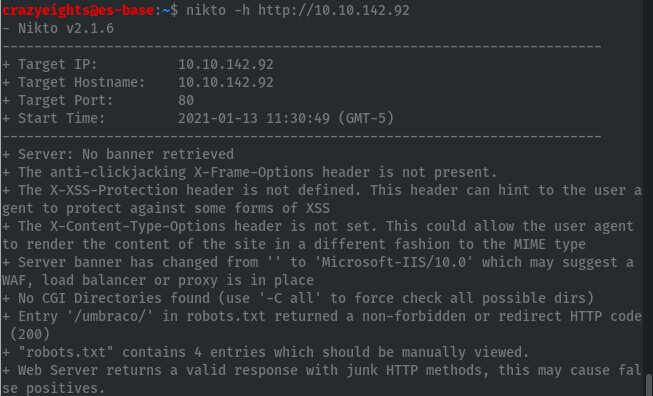 crazyeights@es-base:~$ nikto -h http://10.10.142.92
- Nikto v2.1.6
---------------------------------------------------------------------------
+ Target IP:          10.10.142.92
+ Target Hostname:    10.10.142.92
+ Target Port:        80
+ Start Time:         2021-01-13 11:30:49 (GMT-5)
---------------------------------------------------------------------------
+ Server: No banner retrieved
+ The anti-clickjacking X-Frame-Options header is not present.
+ The X-XSS-Protection header is not defined. This header can hint to the user a
gent to protect against some forms of XSS
+ The X-Content-Type-Options header is not set. This could allow the user agent
to render the content of the site in a different fashion to the MIME type
+ Server banner has changed from '' to 'Microsoft-IIS/10.0' which may suggest a
WAF, load balancer or proxy is in place
+ No CGI Directories found (use '-C all' to force check all possible dirs)
+ Entry '/umbraco/' in robots.txt returned a non-forbidden or redirect HTTP code
 (200)
+ "robots.txt" contains 4 entries which should be manually viewed.
+ Web Server returns a valid response with junk HTTP methods, this may cause fal
se positives.